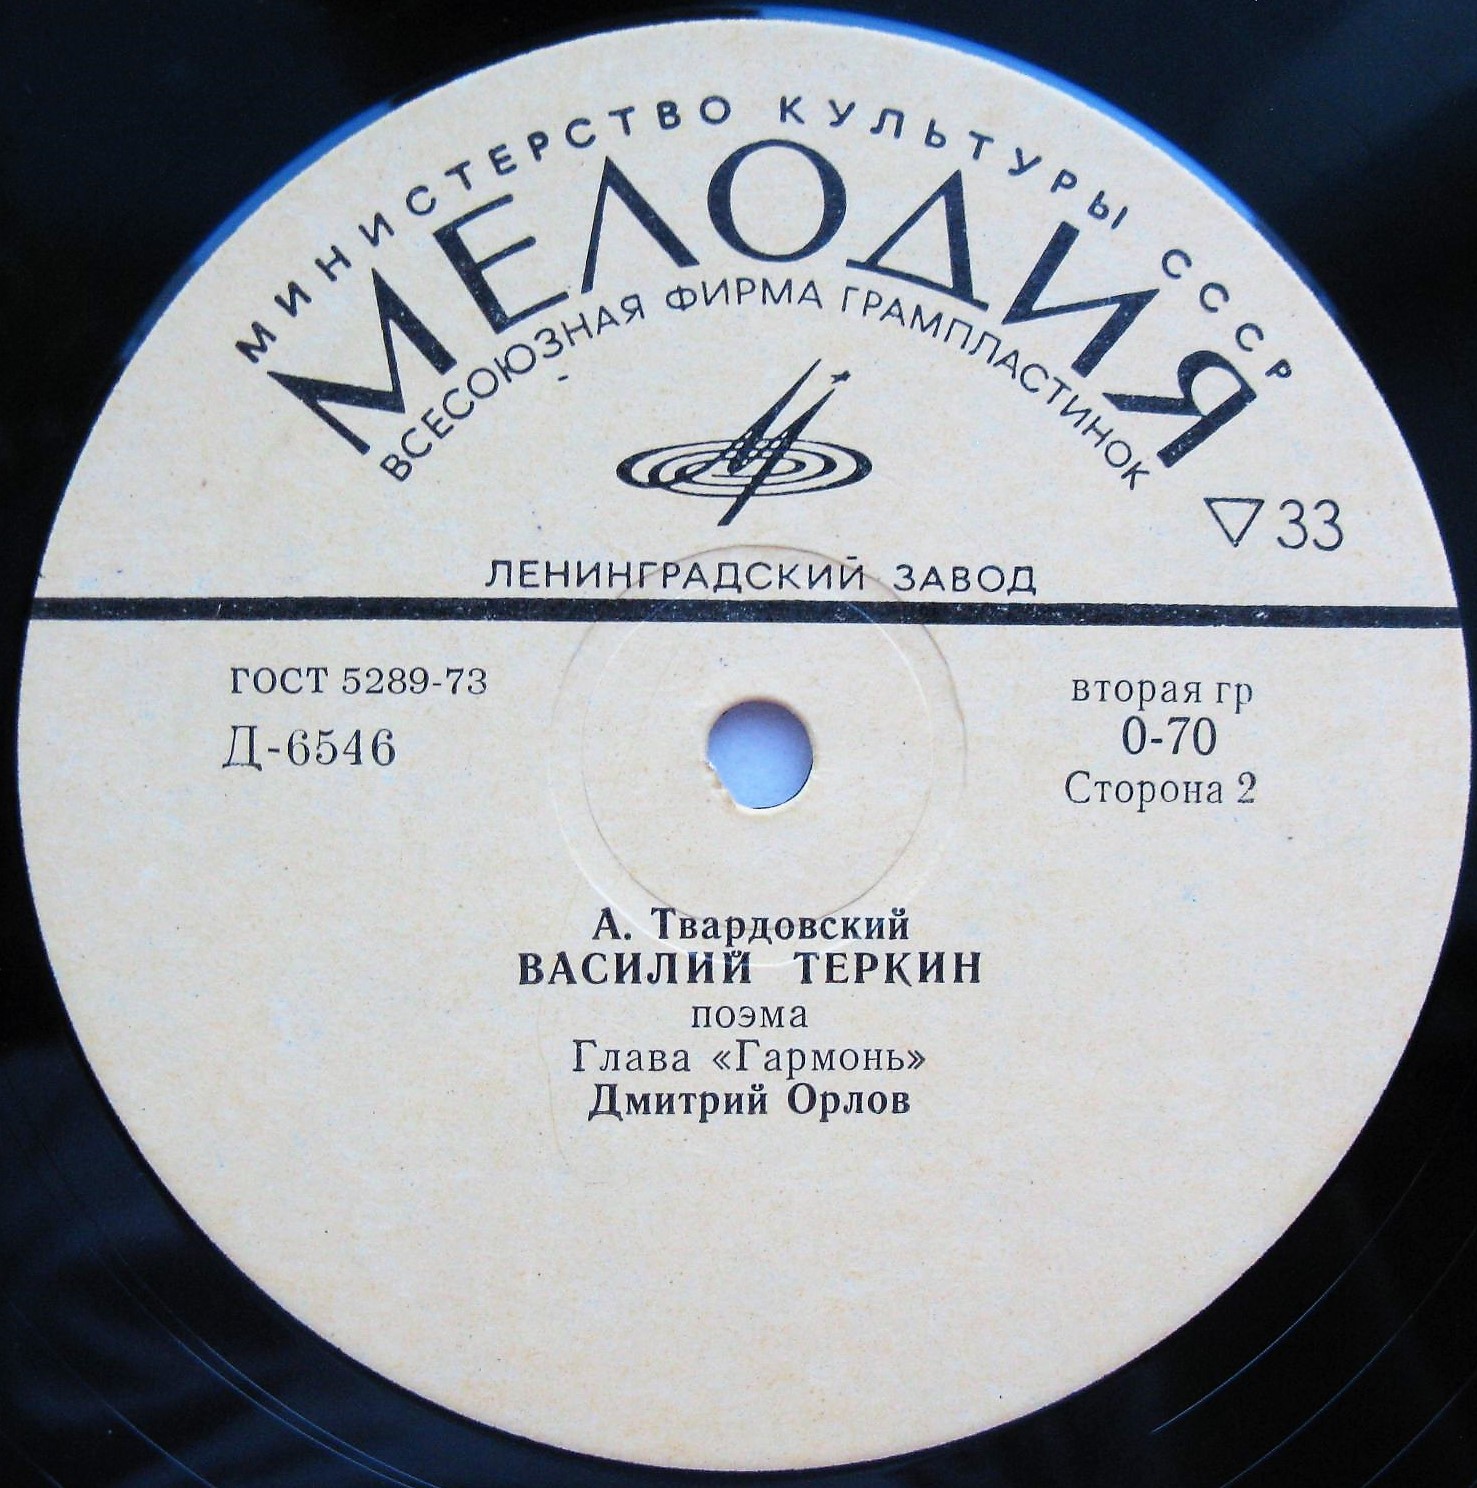 МИНИСТЕРСТВО КУЛЬТУРЫ СССР
МЕЛОДИЯ
ВСЕСОЮЗНАЯ ФИРМА ГРАМПЛАСТИНОК
33
ЛЕНИНГРАДСКИЙ ЗАВОД
ГОСТ 5289-73
Д-6546
вторая гр
0-70
Сторона 2
А. Твардовский
ВАСИЛИЙ ТЕРКИН
поэма
Глава «Гармонь»
Дмитрий Орлов